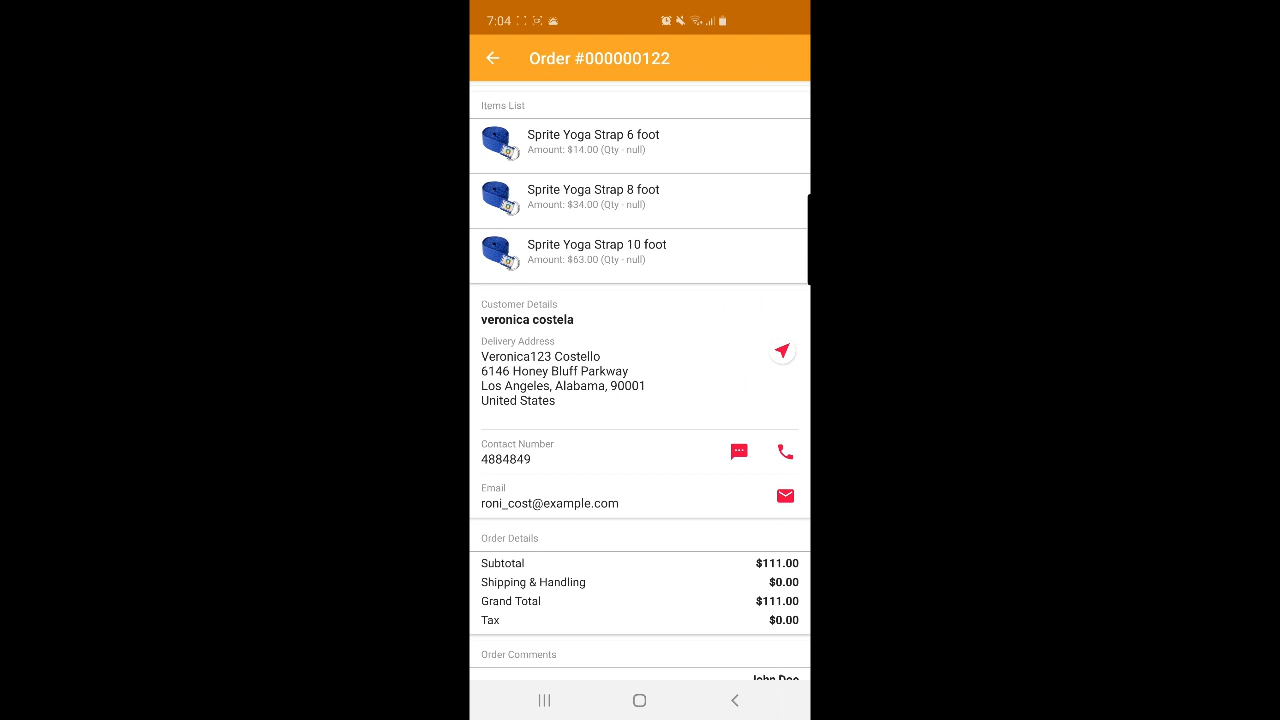 7:04
Order #000000122
Items List
Sprite Yoga Strap 6 foot
Amount: $14.00 (Qty - null)
Sprite Yoga Strap 8 foot
Amount: $34.00 (Qty - null)
Sprite Yoga Strap 10 foot
Amount: $63.00 (Qty - null)
Customer Details
veronica costela
Delivery Address
Veronica123 Costello
6146 Honey Bluff Parkway
Los Angeles, Alabama, 90001
United States
Contact Number
4884849
Email
roni_cost@example.com
Order Details
Subtotal $111.00
Shipping & Handling $0.00
Grand Total $111.00
Tax $0.00
Order Comments
John Doe